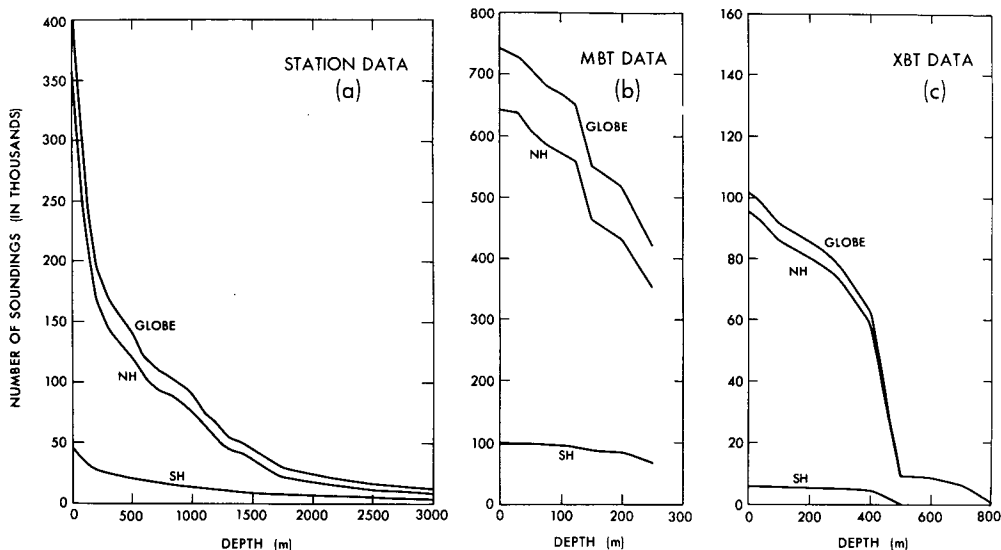 NUMBER OF SOUNDINGS (IN THOUSANDS)
STATION DATA
(a)
400
350
300
250
200
150
100
50
0
GLOBE
NH
SH
0 500 1000 1500 2000 2500 3000
DEPTH (m)
MBT DATA
(b)
800
700
600
500
400
300
200
100
0
GLOBE
NH
SH
0 100 200 300
DEPTH (m)
XBT DATA
(c)
160
140
120
100
80
60
40
20
0
GLOBE
NH
SH
0 200 400 600 800
DEPTH (m)